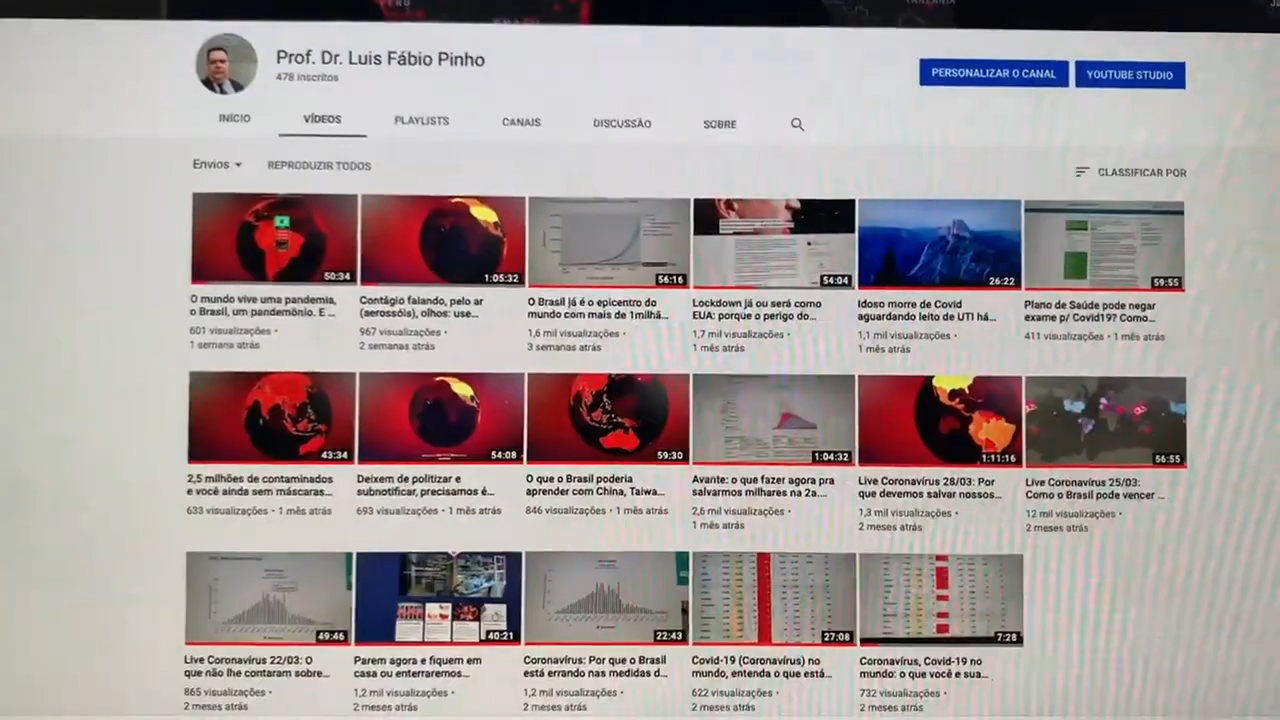 PERU
BRAZIL
TANZANIA
Prof. Dr. Luis Fábio Pinho
478 inscritos
PERSONALIZAR O CANAL
YOUTUBE STUDIO
INÍCIO
VÍDEOS
PLAYLISTS
CANAIS
DISCUSSÃO
SOBRE
Envios
REPRODUZIR TODOS
CLASSIFICAR POR
50:34
1:05:32
56:16
54:04
26:22
59:55
O mundo vive uma pandemia,
o Brasil, um pandemônio. E ...
601 visualizações •
1 semana atrás
Contágio falando, pelo ar
(aerossóis), olhos: use...
967 visualizações •
2 semanas atrás
O Brasil já é o epicentro do
mundo com mais de 1milhã...
1,6 mil visualizações •
3 semanas atrás
Lockdown já ou será como
EUA: porque o perigo do...
1,7 mil visualizações •
1 mês atrás
Idoso morre de Covid
aguardando leito de UTI há...
1,1 mil visualizações •
1 mês atrás
Plano de Saúde pode negar
exame p/ Covid19? Como...
411 visualizações • 1 mês atrás
43:34
54:08
59:30
1:04:32
1:11:16
56:55
2,5 milhões de contaminados
e você ainda sem máscaras...
633 visualizações • 1 mês atrás
Deixem de politizar e
subnotificar, precisamos é...
693 visualizações • 1 mês atrás
O que o Brasil poderia
aprender com China, Taiwa...
846 visualizações • 1 mês atrás
Avante: o que fazer agora pra
salvarmos milhares na 2a....
2,6 mil visualizações •
1 mês atrás
Live Coronavírus 28/03: Por
que devemos salvar nossos...
1,3 mil visualizações •
2 meses atrás
Live Coronavírus 25/03:
Como o Brasil pode vencer ...
12 mil visualizações •
2 meses atrás
49:46
40:21
22:43
27:08
7:28
Live Coronavírus 22/03: O
que não lhe contaram sobre...
865 visualizações •
2 meses atrás
Parem agora e fiquem em
casa ou enterraremos...
1,2 mil visualizações •
2 meses atrás
Coronavírus: Por que o Brasil
está errando nas medidas d...
1,2 mil visualizações •
2 meses atrás
Covid-19 (Coronavírus) no
mundo, entenda o que está...
622 visualizações •
2 meses atrás
Coronavírus, Covid-19 no
mundo: o que você e sua...
732 visualizações •
2 meses atrás